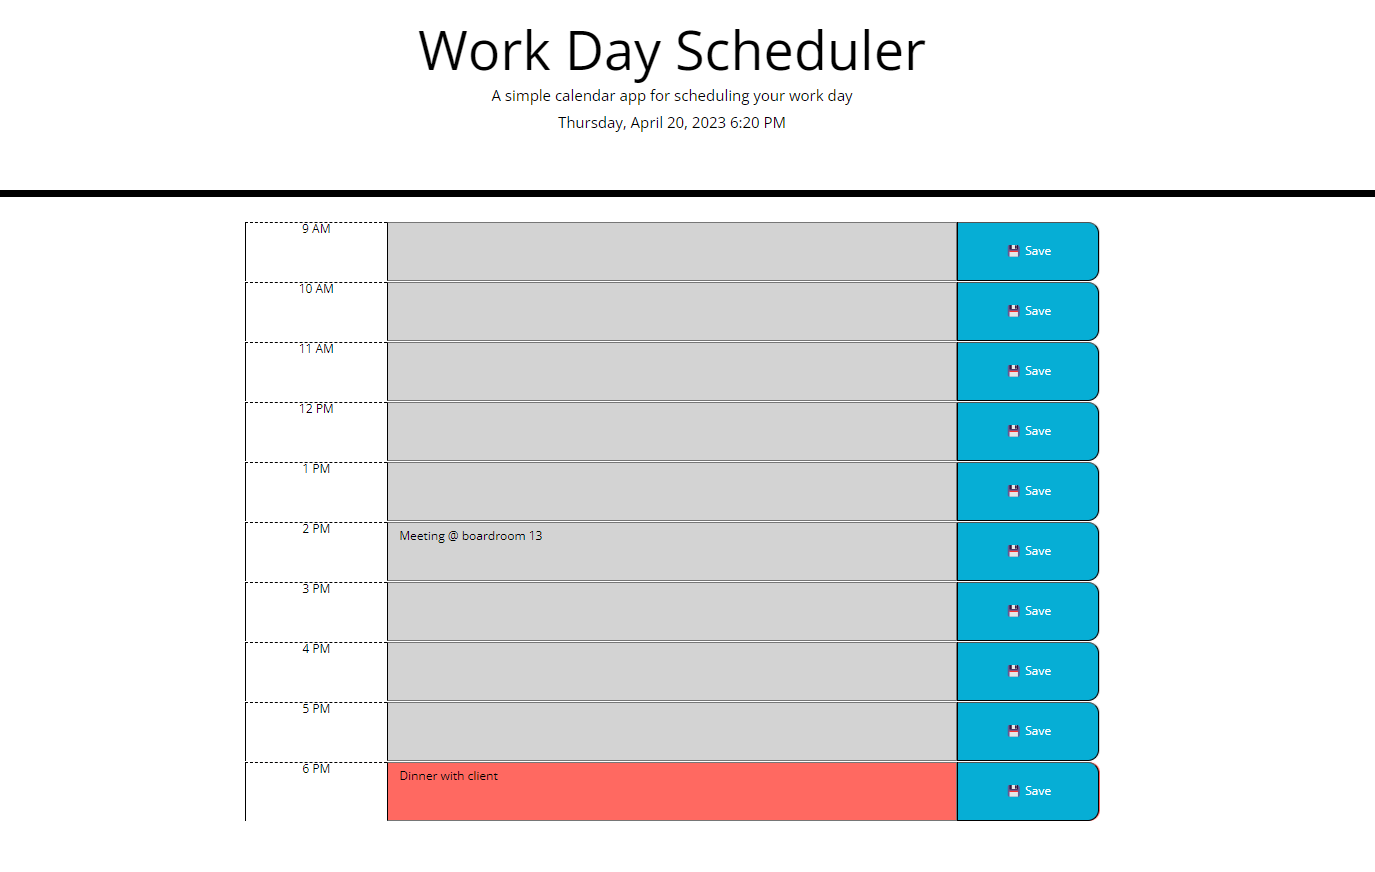 Work Day Scheduler
A simple calendar app for scheduling your work day
Thursday, April 20, 2023 6:20 PM
9 AM
Save
10 AM
Save
11 AM
Save
12 PM
Save
1 PM
Save
2 PM
Meeting @ boardroom 13
Save
3 PM
Save
4 PM
Save
5 PM
Save
6 PM
Dinner with client
Save